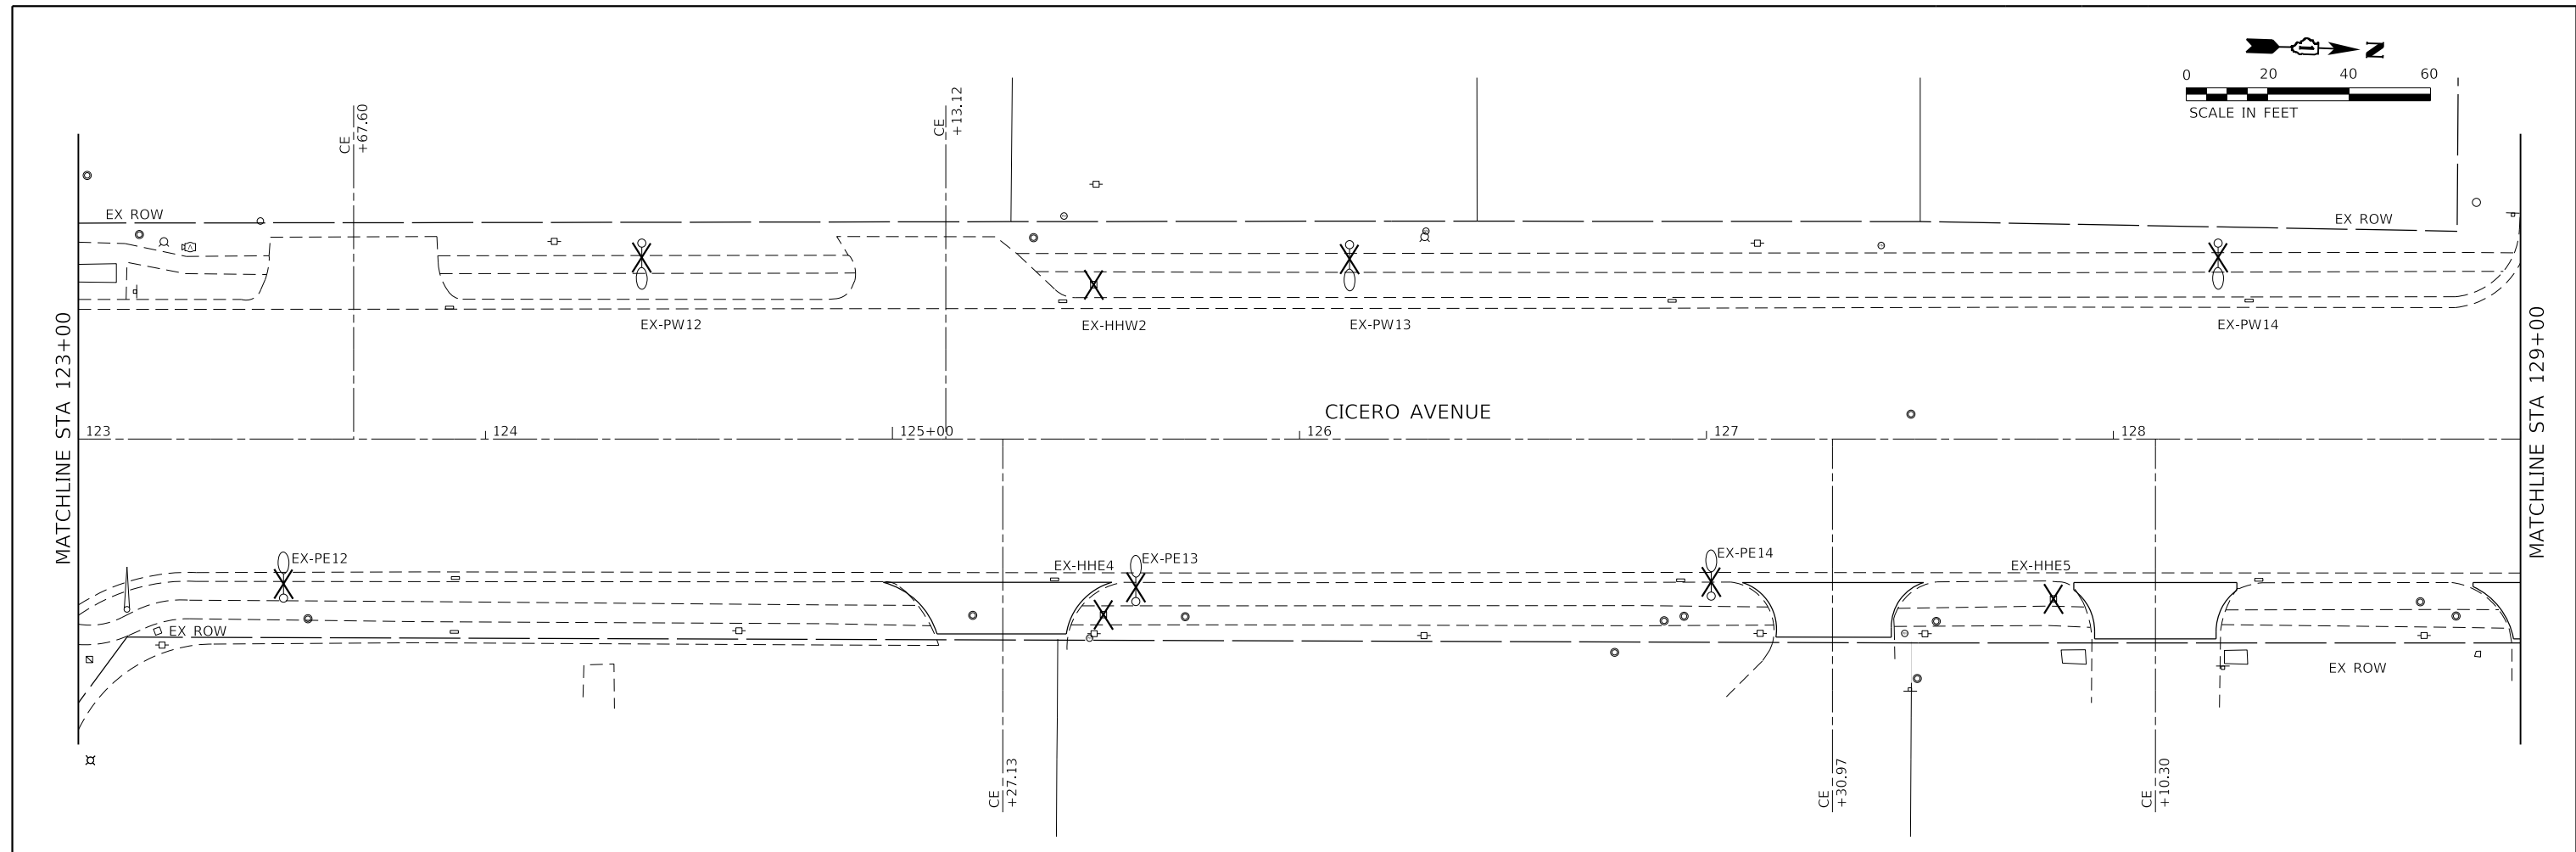 N
0 20 40 60
SCALE IN FEET
CE
+67.60
CE
+13.12
EX ROW
EX ROW
EX-PW12
EX-HHW2
EX-PW13
EX-PW14
MATCHLINE STA 123+00
MATCHLINE STA 129+00
CICERO AVENUE
123
124
125+00
126
127
128
EX-PE12
EX-HHE4
EX-PE13
EX-PE14
EX-HHE5
EX ROW
EX ROW
CE
+27.13
CE
+30.97
CE
+10.30